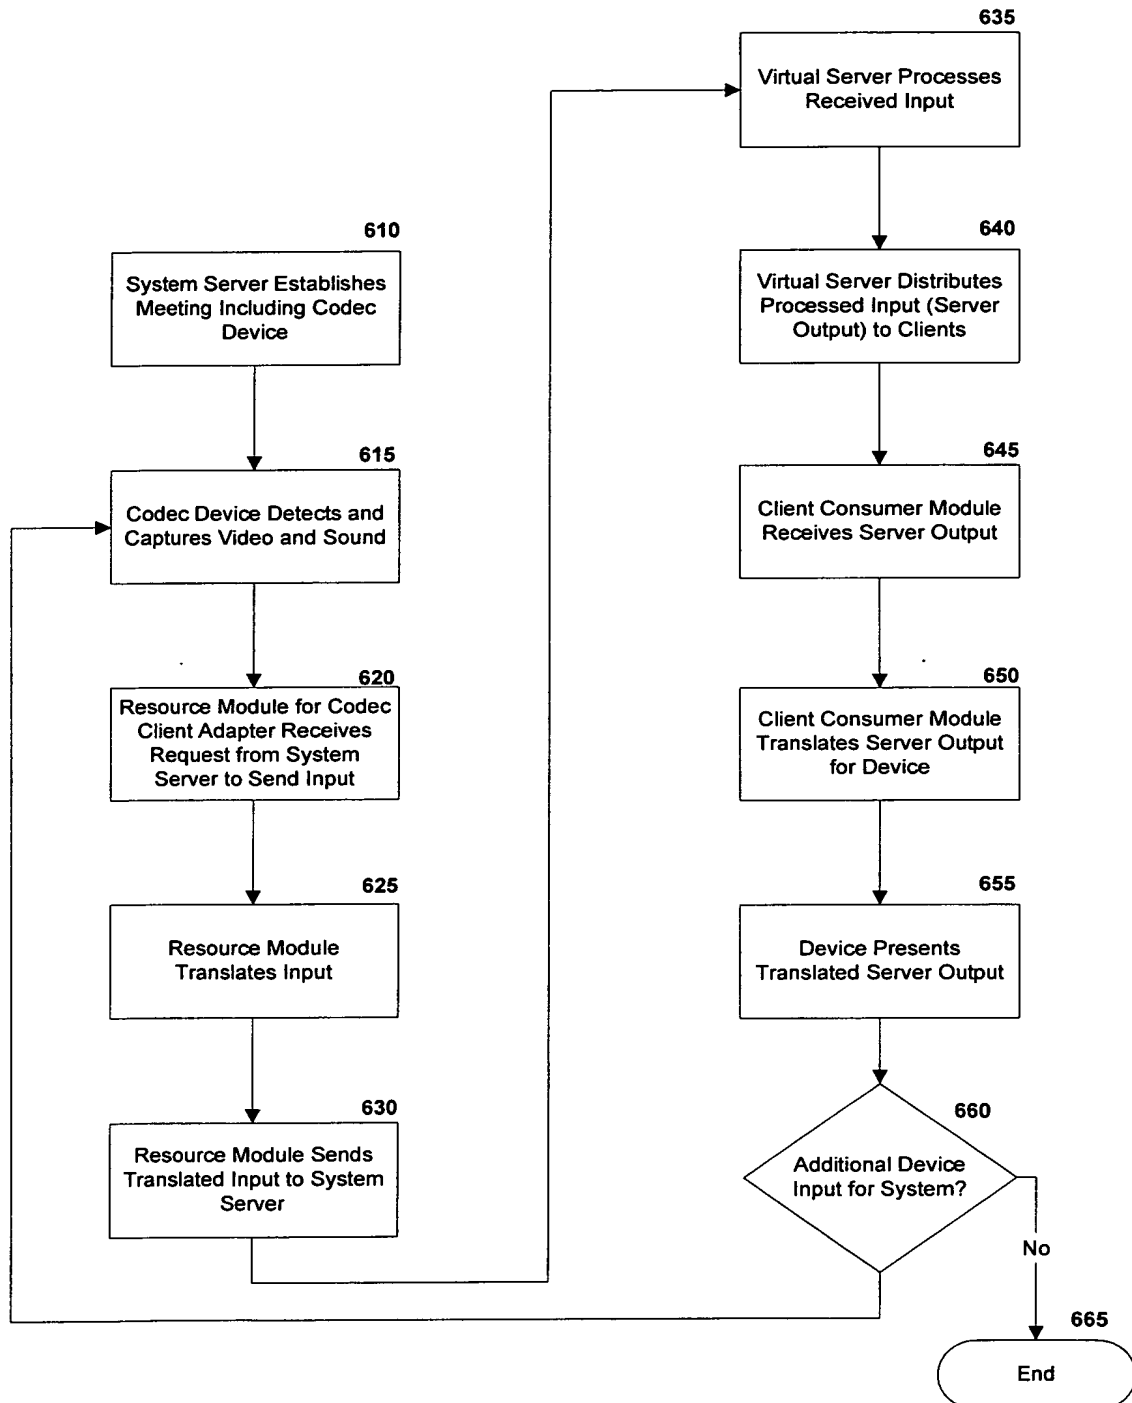 610
System Server Establishes
Meeting Including Codec
Device
615
Codec Device Detects and
Captures Video and Sound
620
Resource Module for Codec
Client Adapter Receives
Request from System
Server to Send Input
625
Resource Module
Translates Input
630
Resource Module Sends
Translated Input to System
Server
635
Virtual Server Processes
Received Input
640
Virtual Server Distributes
Processed Input (Server
Output) to Clients
645
Client Consumer Module
Receives Server Output
650
Client Consumer Module
Translates Server Output
for Device
655
Device Presents
Translated Server Output
660
Additional Device
Input for System?
No
665
End